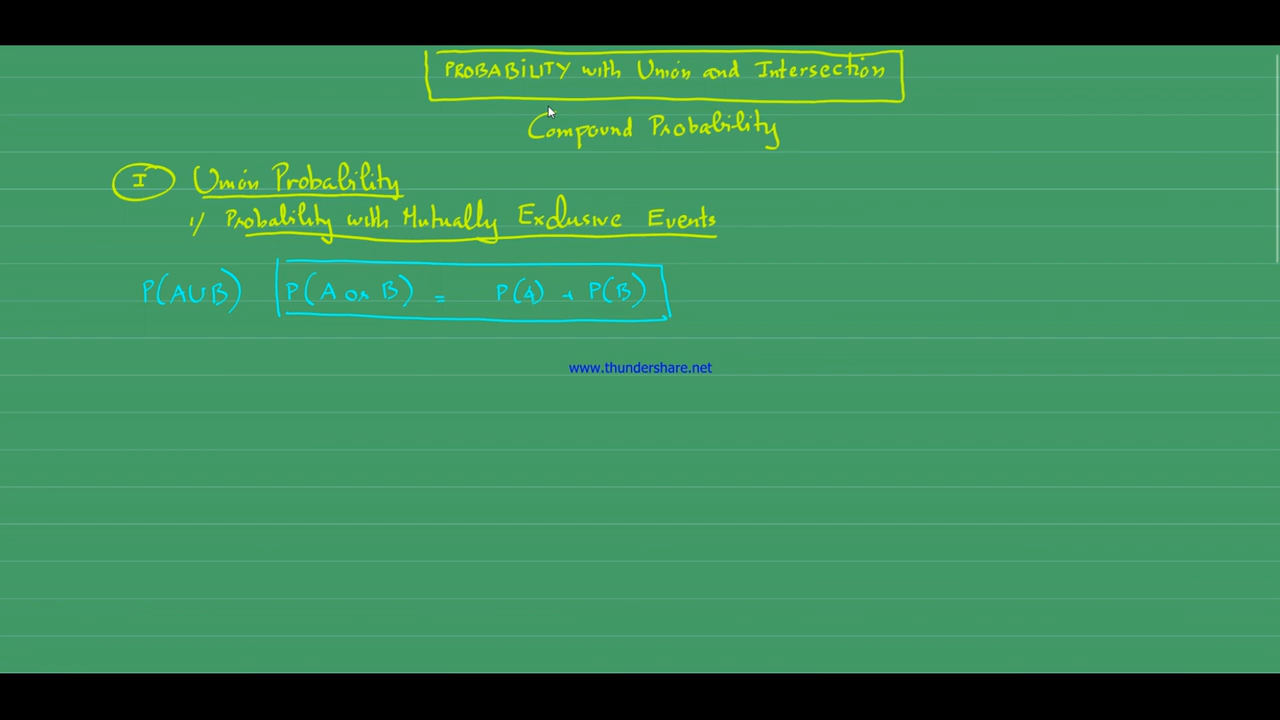 PROBABILITY with Union and Intersection
Compound Probability
I Union Probability
1/ Probability with Mutually Exclusive Events
P(A∪B) P(A or B) = P(A) + P(B)
www.thundershare.net